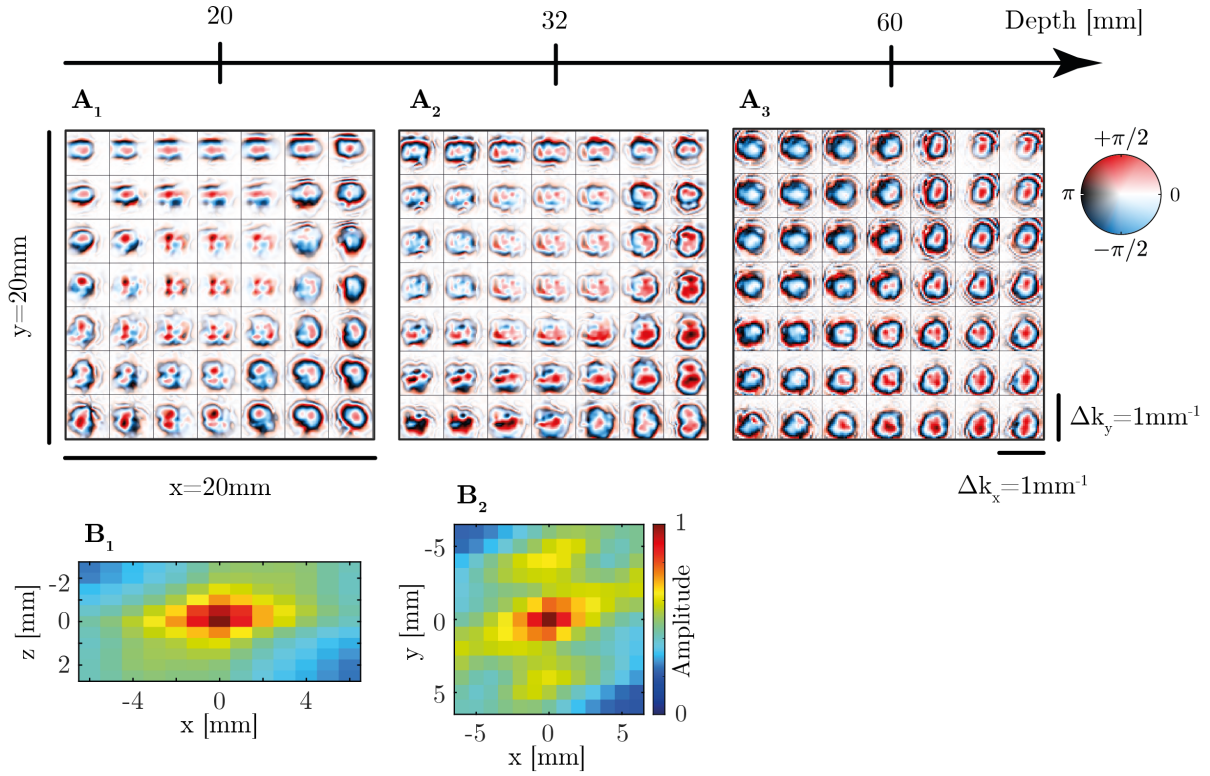 20 32 60 Depth [mm]
A₁ A₂ A₃
+π/2
π 0
−π/2
y=20mm
Δkᵧ=1mm⁻¹
x=20mm Δkₓ=1mm⁻¹
B₁ B₂
-2
0
2
z [mm]
-4 0 4
x [mm]
-5
0
5
y [mm]
-5 0 5
x [mm]
1
Amplitude
0